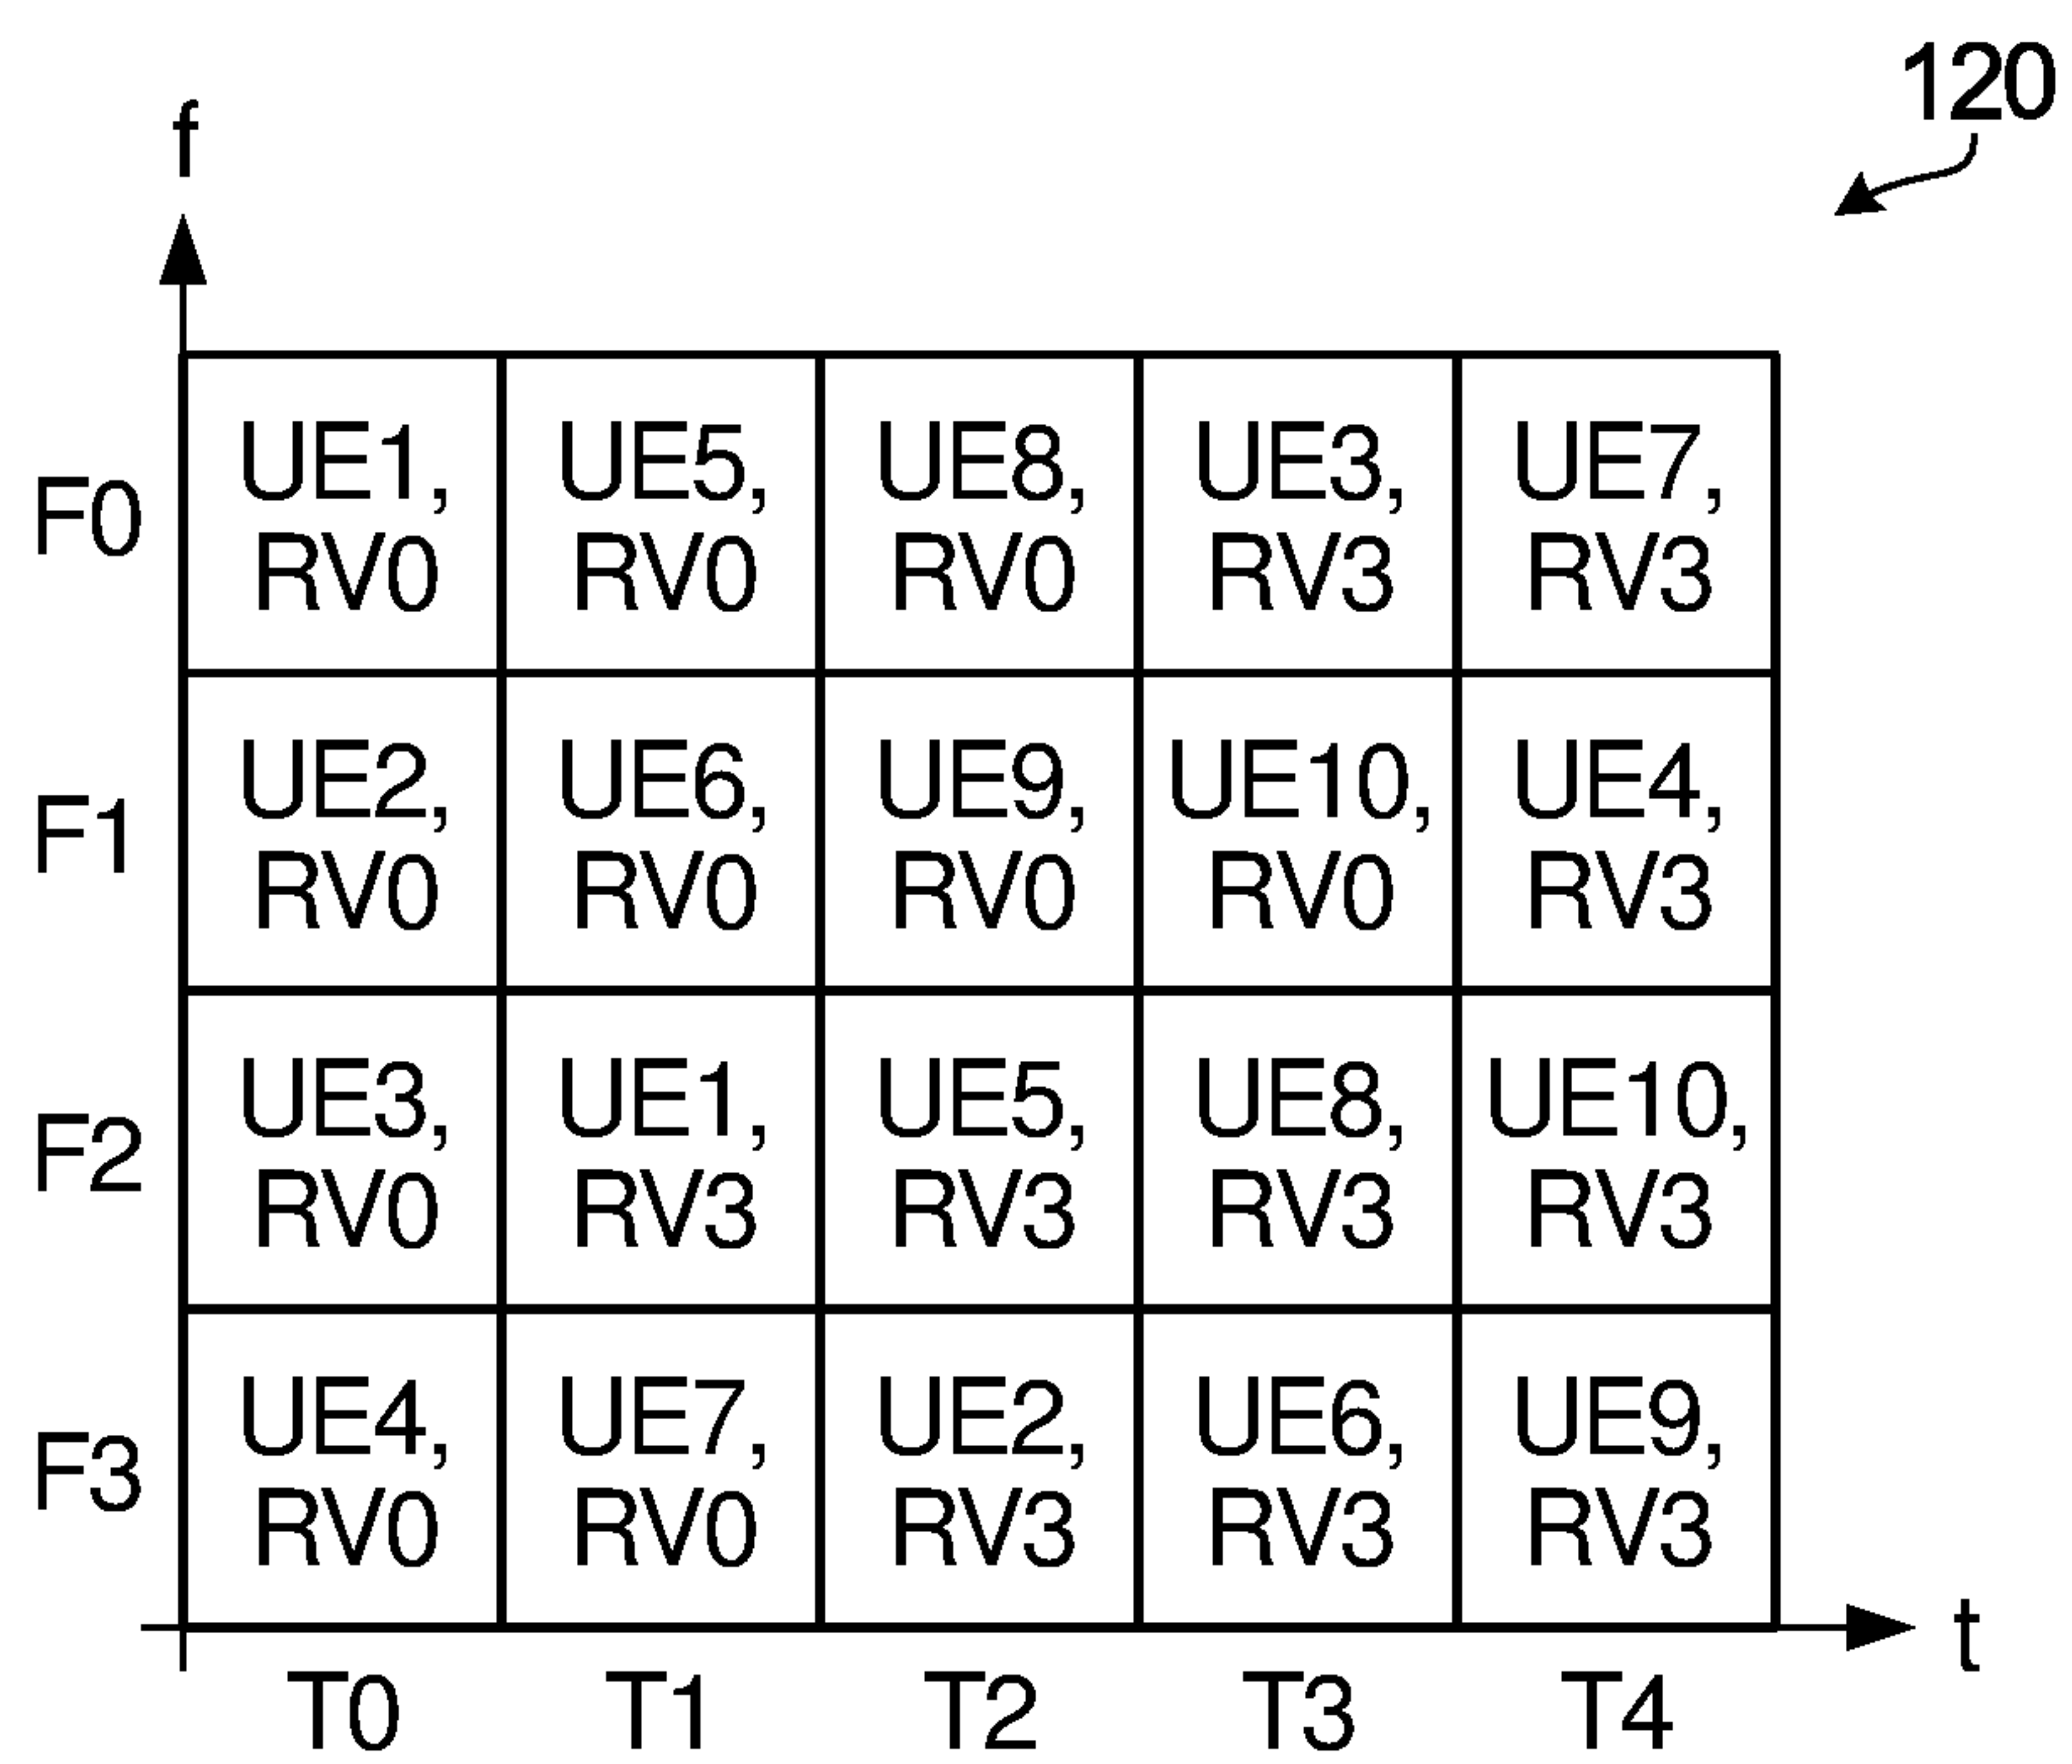 120
f
UE1, UE5, UE8, UE3, UE7,
F0 RV0 RV0 RV0 RV3 RV3
UE2, UE6, UE9, UE10, UE4,
F1 RV0 RV0 RV0 RV0 RV3
UE3, UE1, UE5, UE8, UE10,
F2 RV0 RV3 RV3 RV3 RV3
UE4, UE7, UE2, UE6, UE9,
F3 RV0 RV0 RV3 RV3 RV3
t
T0 T1 T2 T3 T4